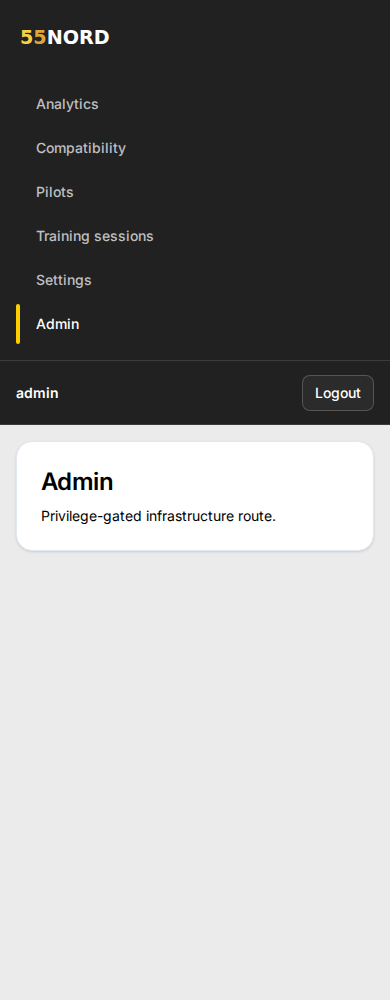 55NORD
Analytics
Compatibility
Pilots
Training sessions
Settings
Admin
admin
Logout
Admin
Privilege-gated infrastructure route.